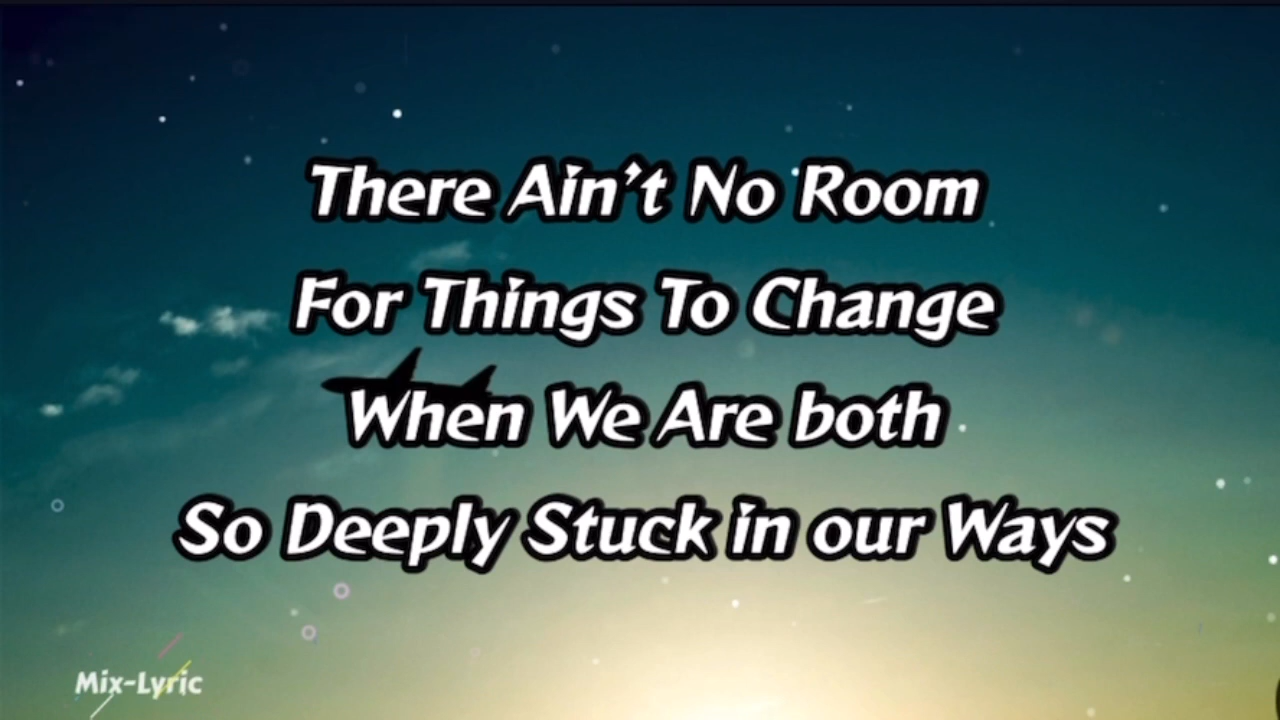 There Ain't No Room
For Things To Change
When We Are both
So Deeply Stuck in our Ways
Mix-Lyric